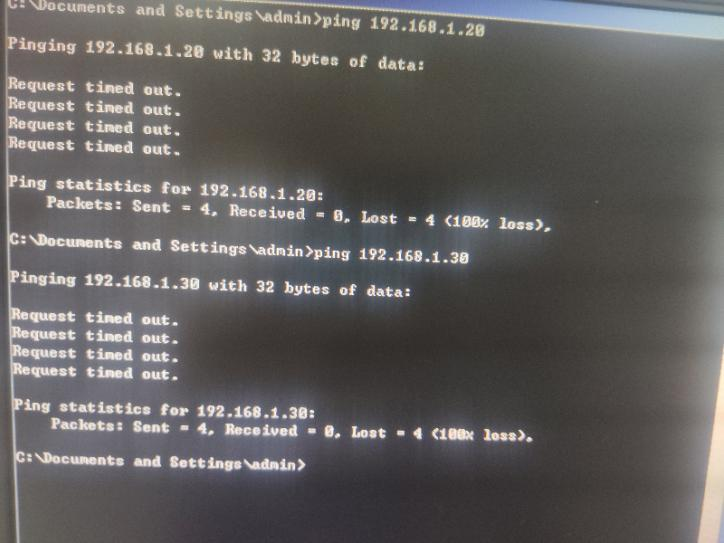 C:\Documents and Settings\admin>ping 192.168.1.20
Pinging 192.168.1.20 with 32 bytes of data:
Request timed out.
Request timed out.
Request timed out.
Request timed out.
Ping statistics for 192.168.1.20:
Packets: Sent = 4, Received = 0, Lost = 4 (100% loss),
C:\Documents and Settings\admin>ping 192.168.1.30
Pinging 192.168.1.30 with 32 bytes of data:
Request timed out.
Request timed out.
Request timed out.
Request timed out.
Ping statistics for 192.168.1.30:
Packets: Sent = 4, Received = 0, Lost = 4 (100% loss),
C:\Documents and Settings\admin>